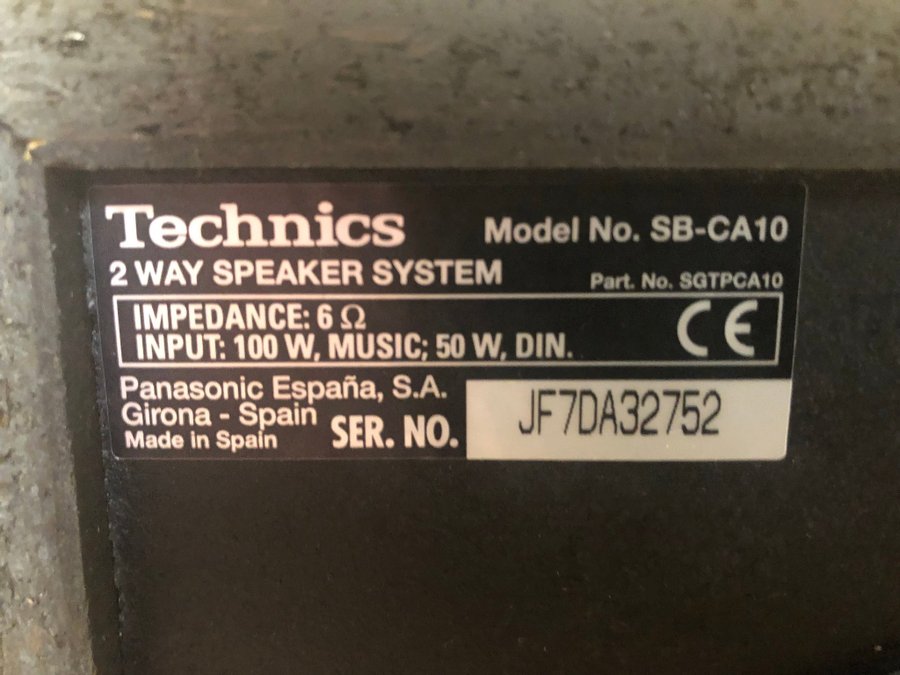 Technics
Model No. SB-CA10
2 WAY SPEAKER SYSTEM
Part. No. SGTPCA10
IMPEDANCE: 6 Ω
INPUT: 100 W, MUSIC; 50 W, DIN.
CE
Panasonic España, S.A.
Girona - Spain
Made in Spain
SER. NO.
JF7DA32752